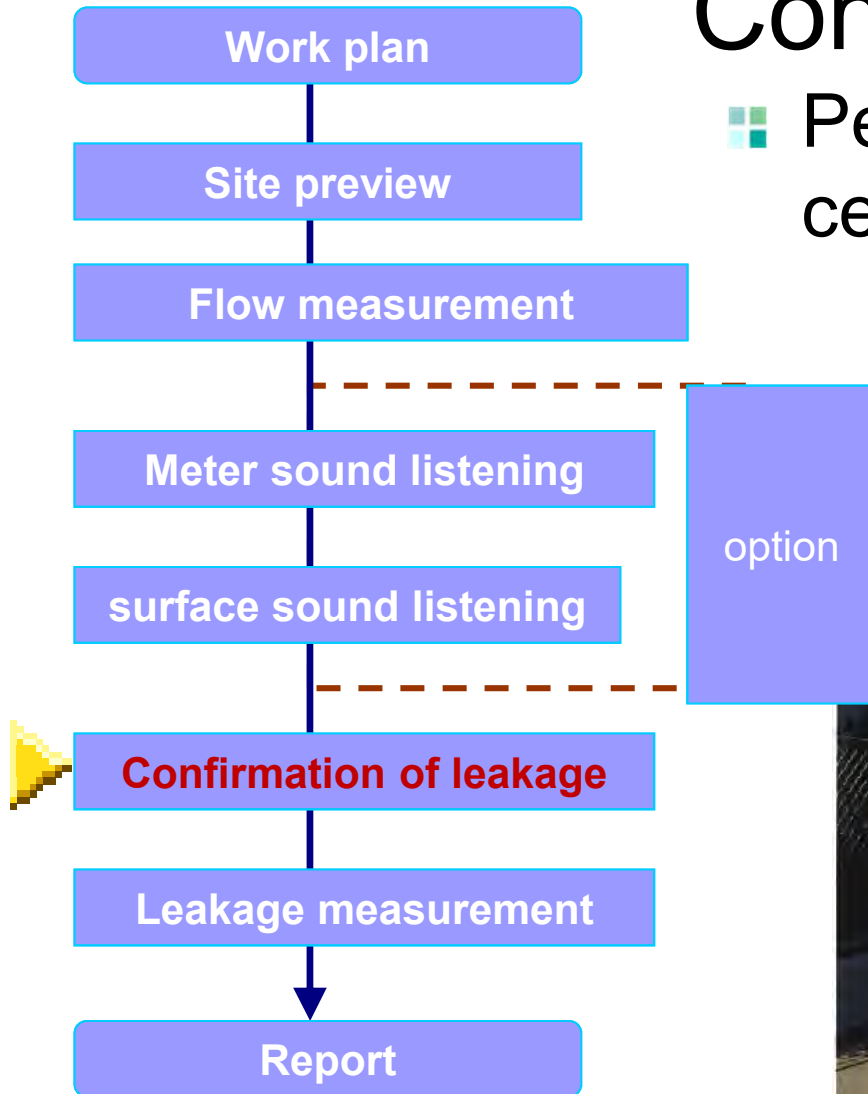 Work plan
Site preview
Flow measurement
Meter sound listening
surface sound listening
Confirmation of leakage
Leakage measurement
Report
option